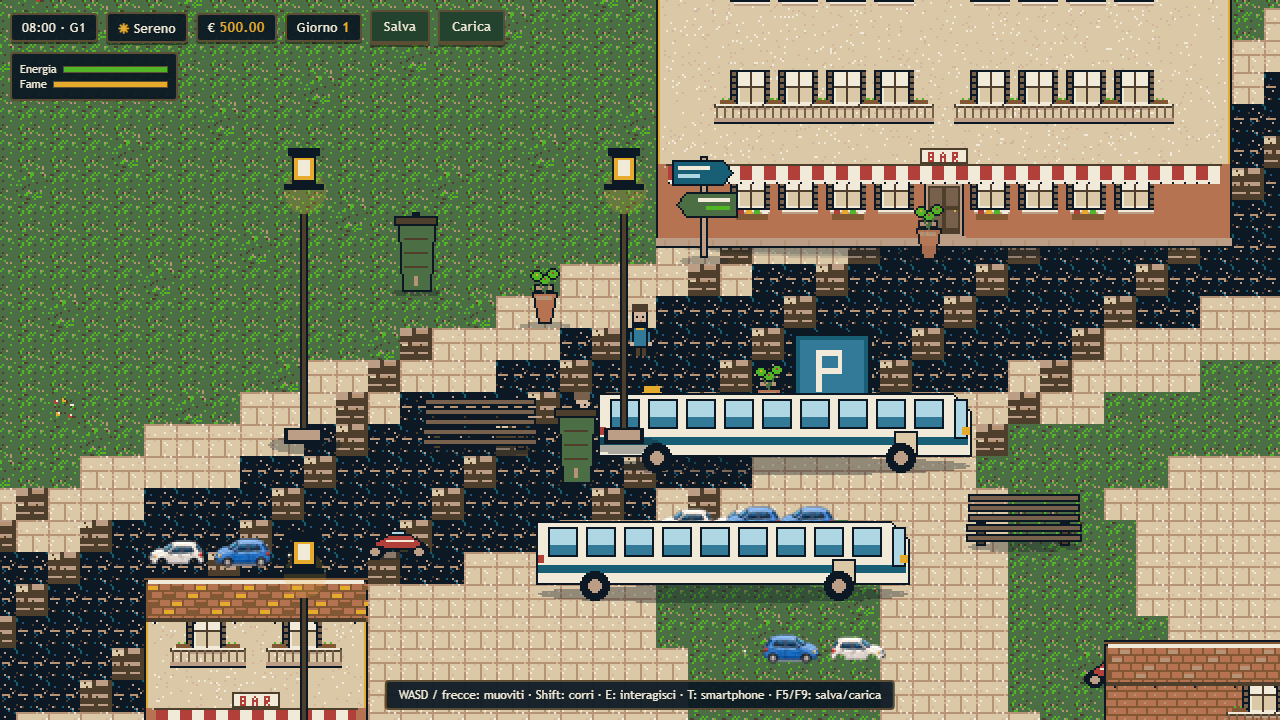 08:00 · G1
Sereno
€ 500.00
Giorno 1
Salva
Carica
Energia
Fame
BAR
P
BAR
WASD / frecce: muoviti · Shift: corri · E: interagisci · T: smartphone · F5/F9: salva/carica